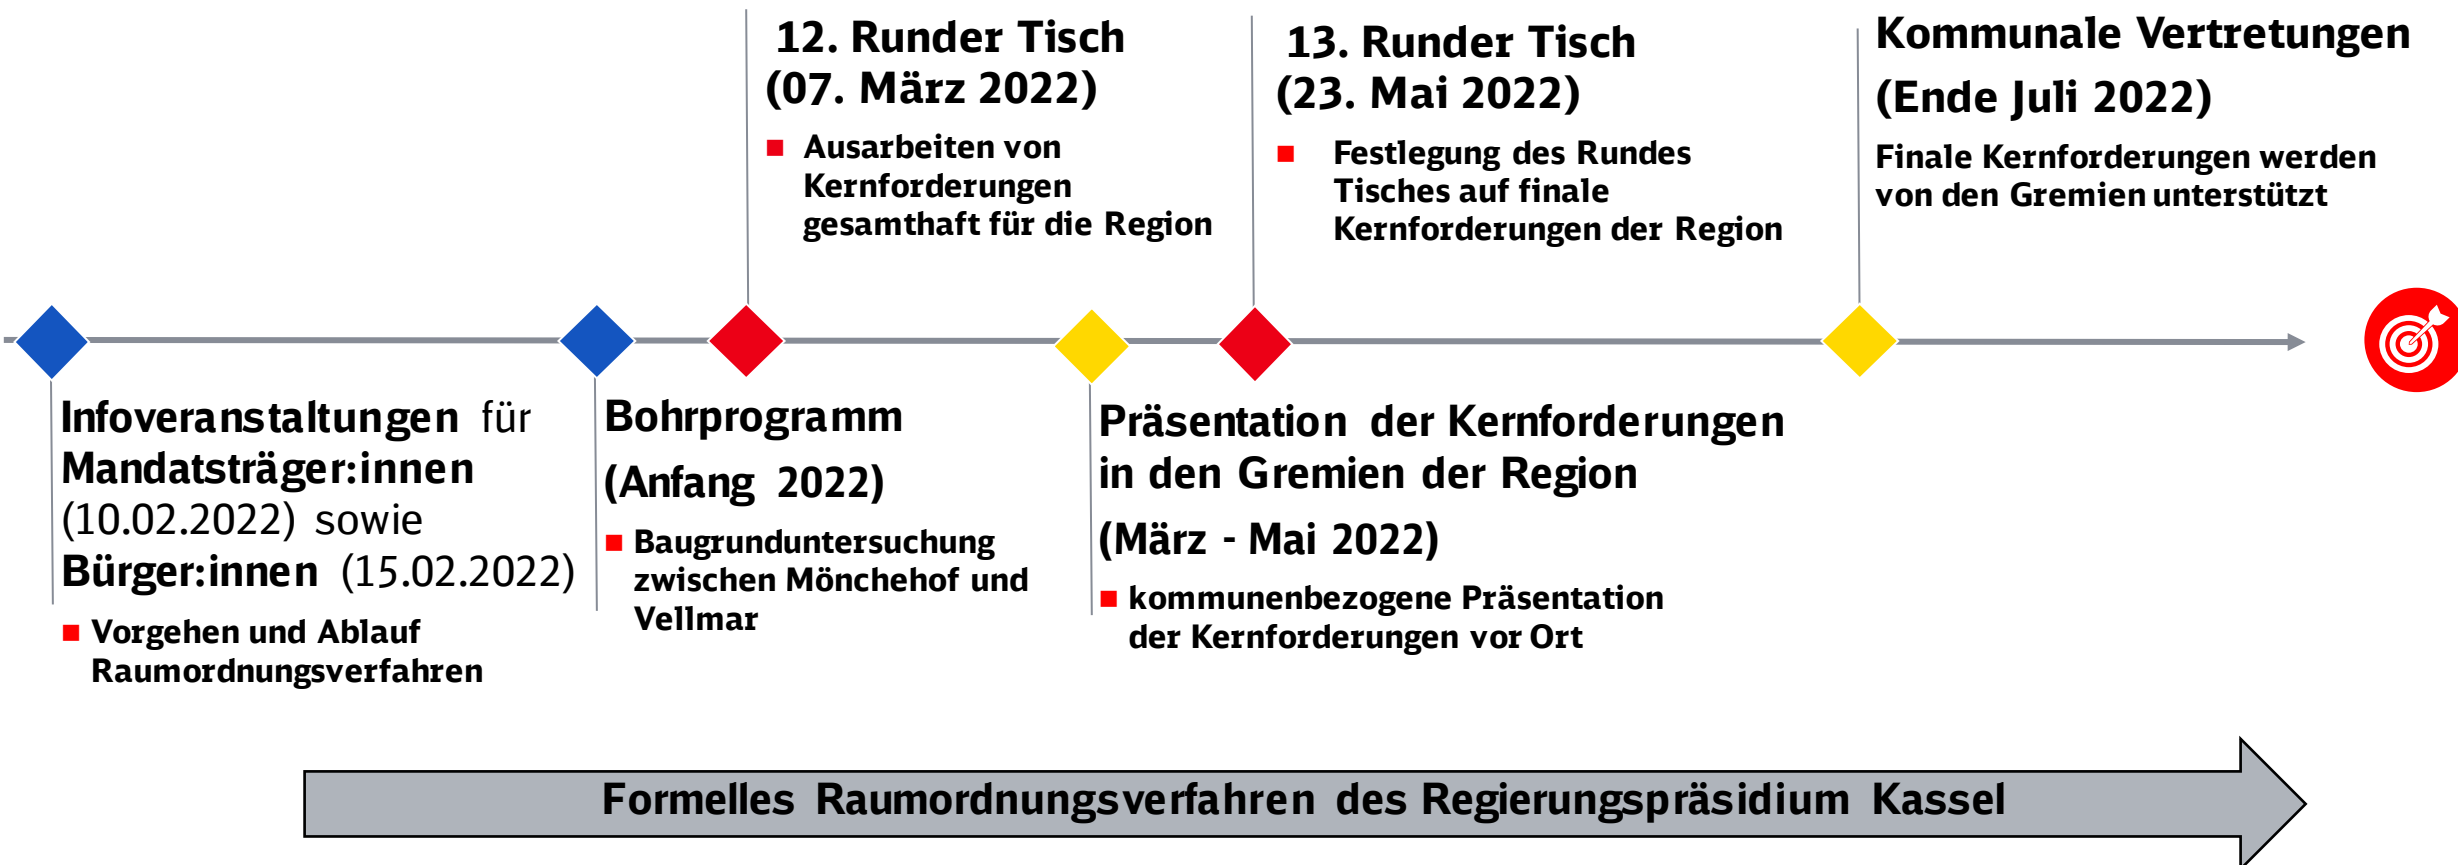 12. Runder Tisch
(07. März 2022)
Ausarbeiten von
Kernforderungen
gesamthaft für die Region
13. Runder Tisch
(23. Mai 2022)
Festlegung des Rundes
Tisches auf finale
Kernforderungen der Region
Kommunale Vertretungen
(Ende Juli 2022)
Finale Kernforderungen werden
von den Gremien unterstützt
Infoveranstaltungen für
Mandatsträger:innen
(10.02.2022) sowie
Bürger:innen (15.02.2022)
Vorgehen und Ablauf
Raumordnungsverfahren
Bohrprogramm
(Anfang 2022)
Baugrunduntersuchung
zwischen Mönchehof und
Vellmar
Präsentation der Kernforderungen
in den Gremien der Region
(März - Mai 2022)
kommunenbezogene Präsentation
der Kernforderungen vor Ort
Formelles Raumordnungsverfahren des Regierungspräsidium Kassel